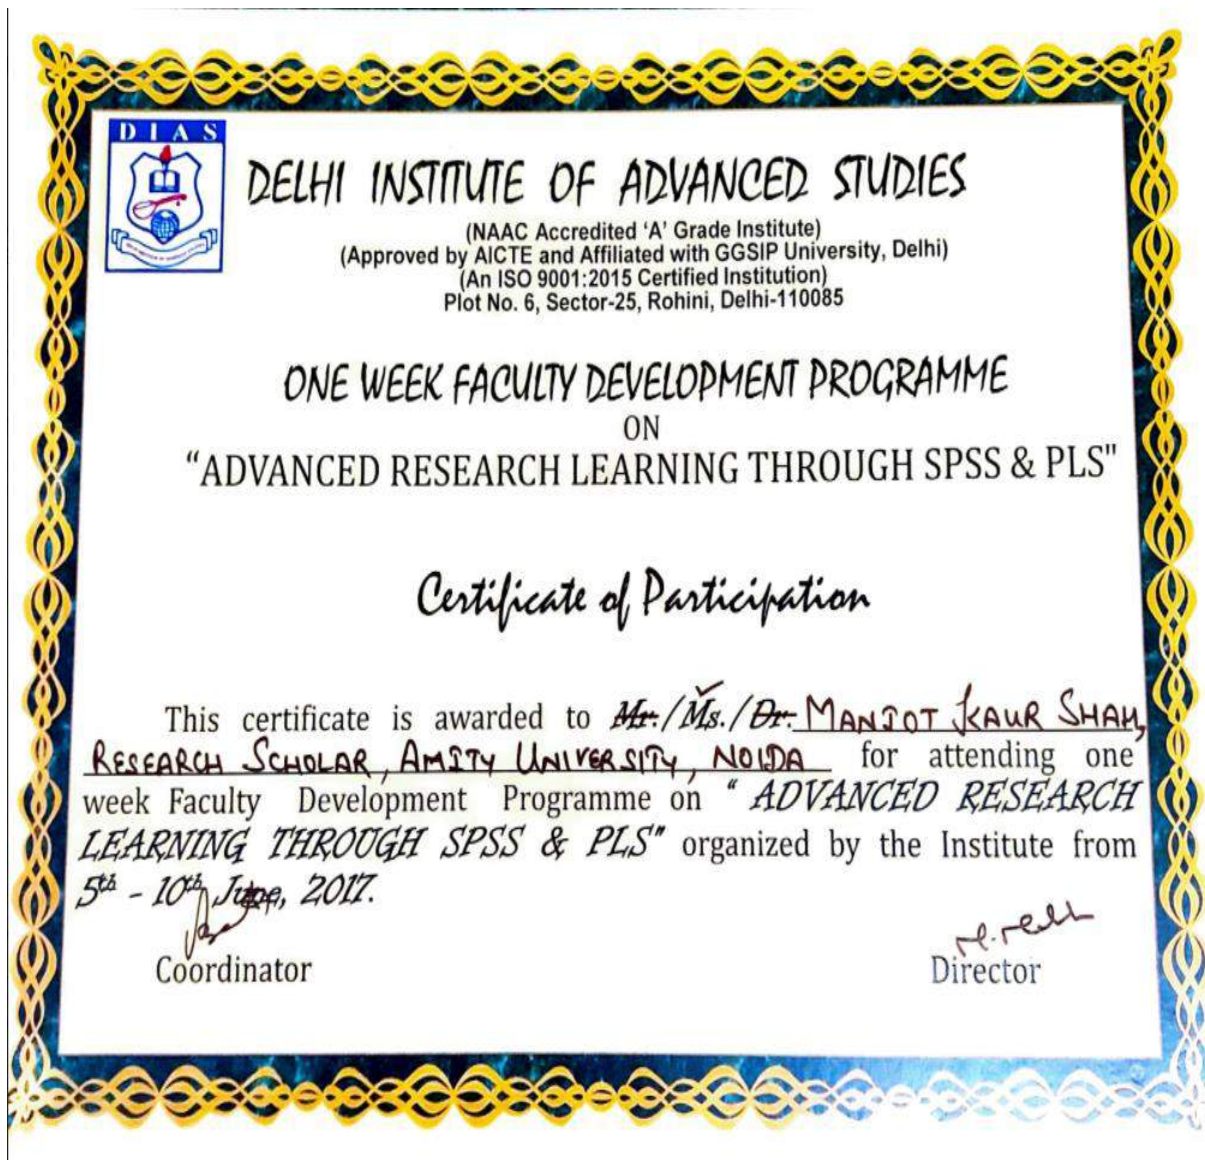 DIAS
DELHI INSTITUTE OF ADVANCED STUDIES
(NAAC Accredited ‘A’ Grade Institute)
(Approved by AICTE and Affiliated with GGSIP University, Delhi)
(An ISO 9001:2015 Certified Institution)
Plot No. 6, Sector-25, Rohini, Delhi-110085
ONE WEEK FACULTY DEVELOPMENT PROGRAMME
ON
“ADVANCED RESEARCH LEARNING THROUGH SPSS & PLS"
Certificate of Participation
This certificate is awarded to Mr./Ms./Dr. MANJOT KAUR SHAH,
RESEARCH SCHOLAR, AMITY UNIVERSITY, NOIDA for attending one
week Faculty Development Programme on “ ADVANCED RESEARCH
LEARNING THROUGH SPSS & PLS" organized by the Institute from
5th - 10th June, 2017.
Coordinator
Director